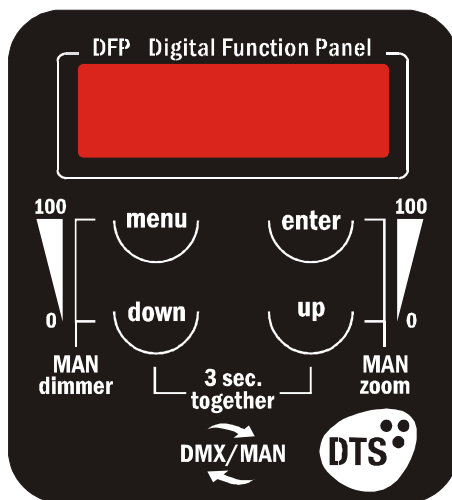 DFP Digital Function Panel
100 100
menu enter
down up
0 0
MAN
dimmer
MAN
zoom
3 sec.
together
DMX/MAN
DTS